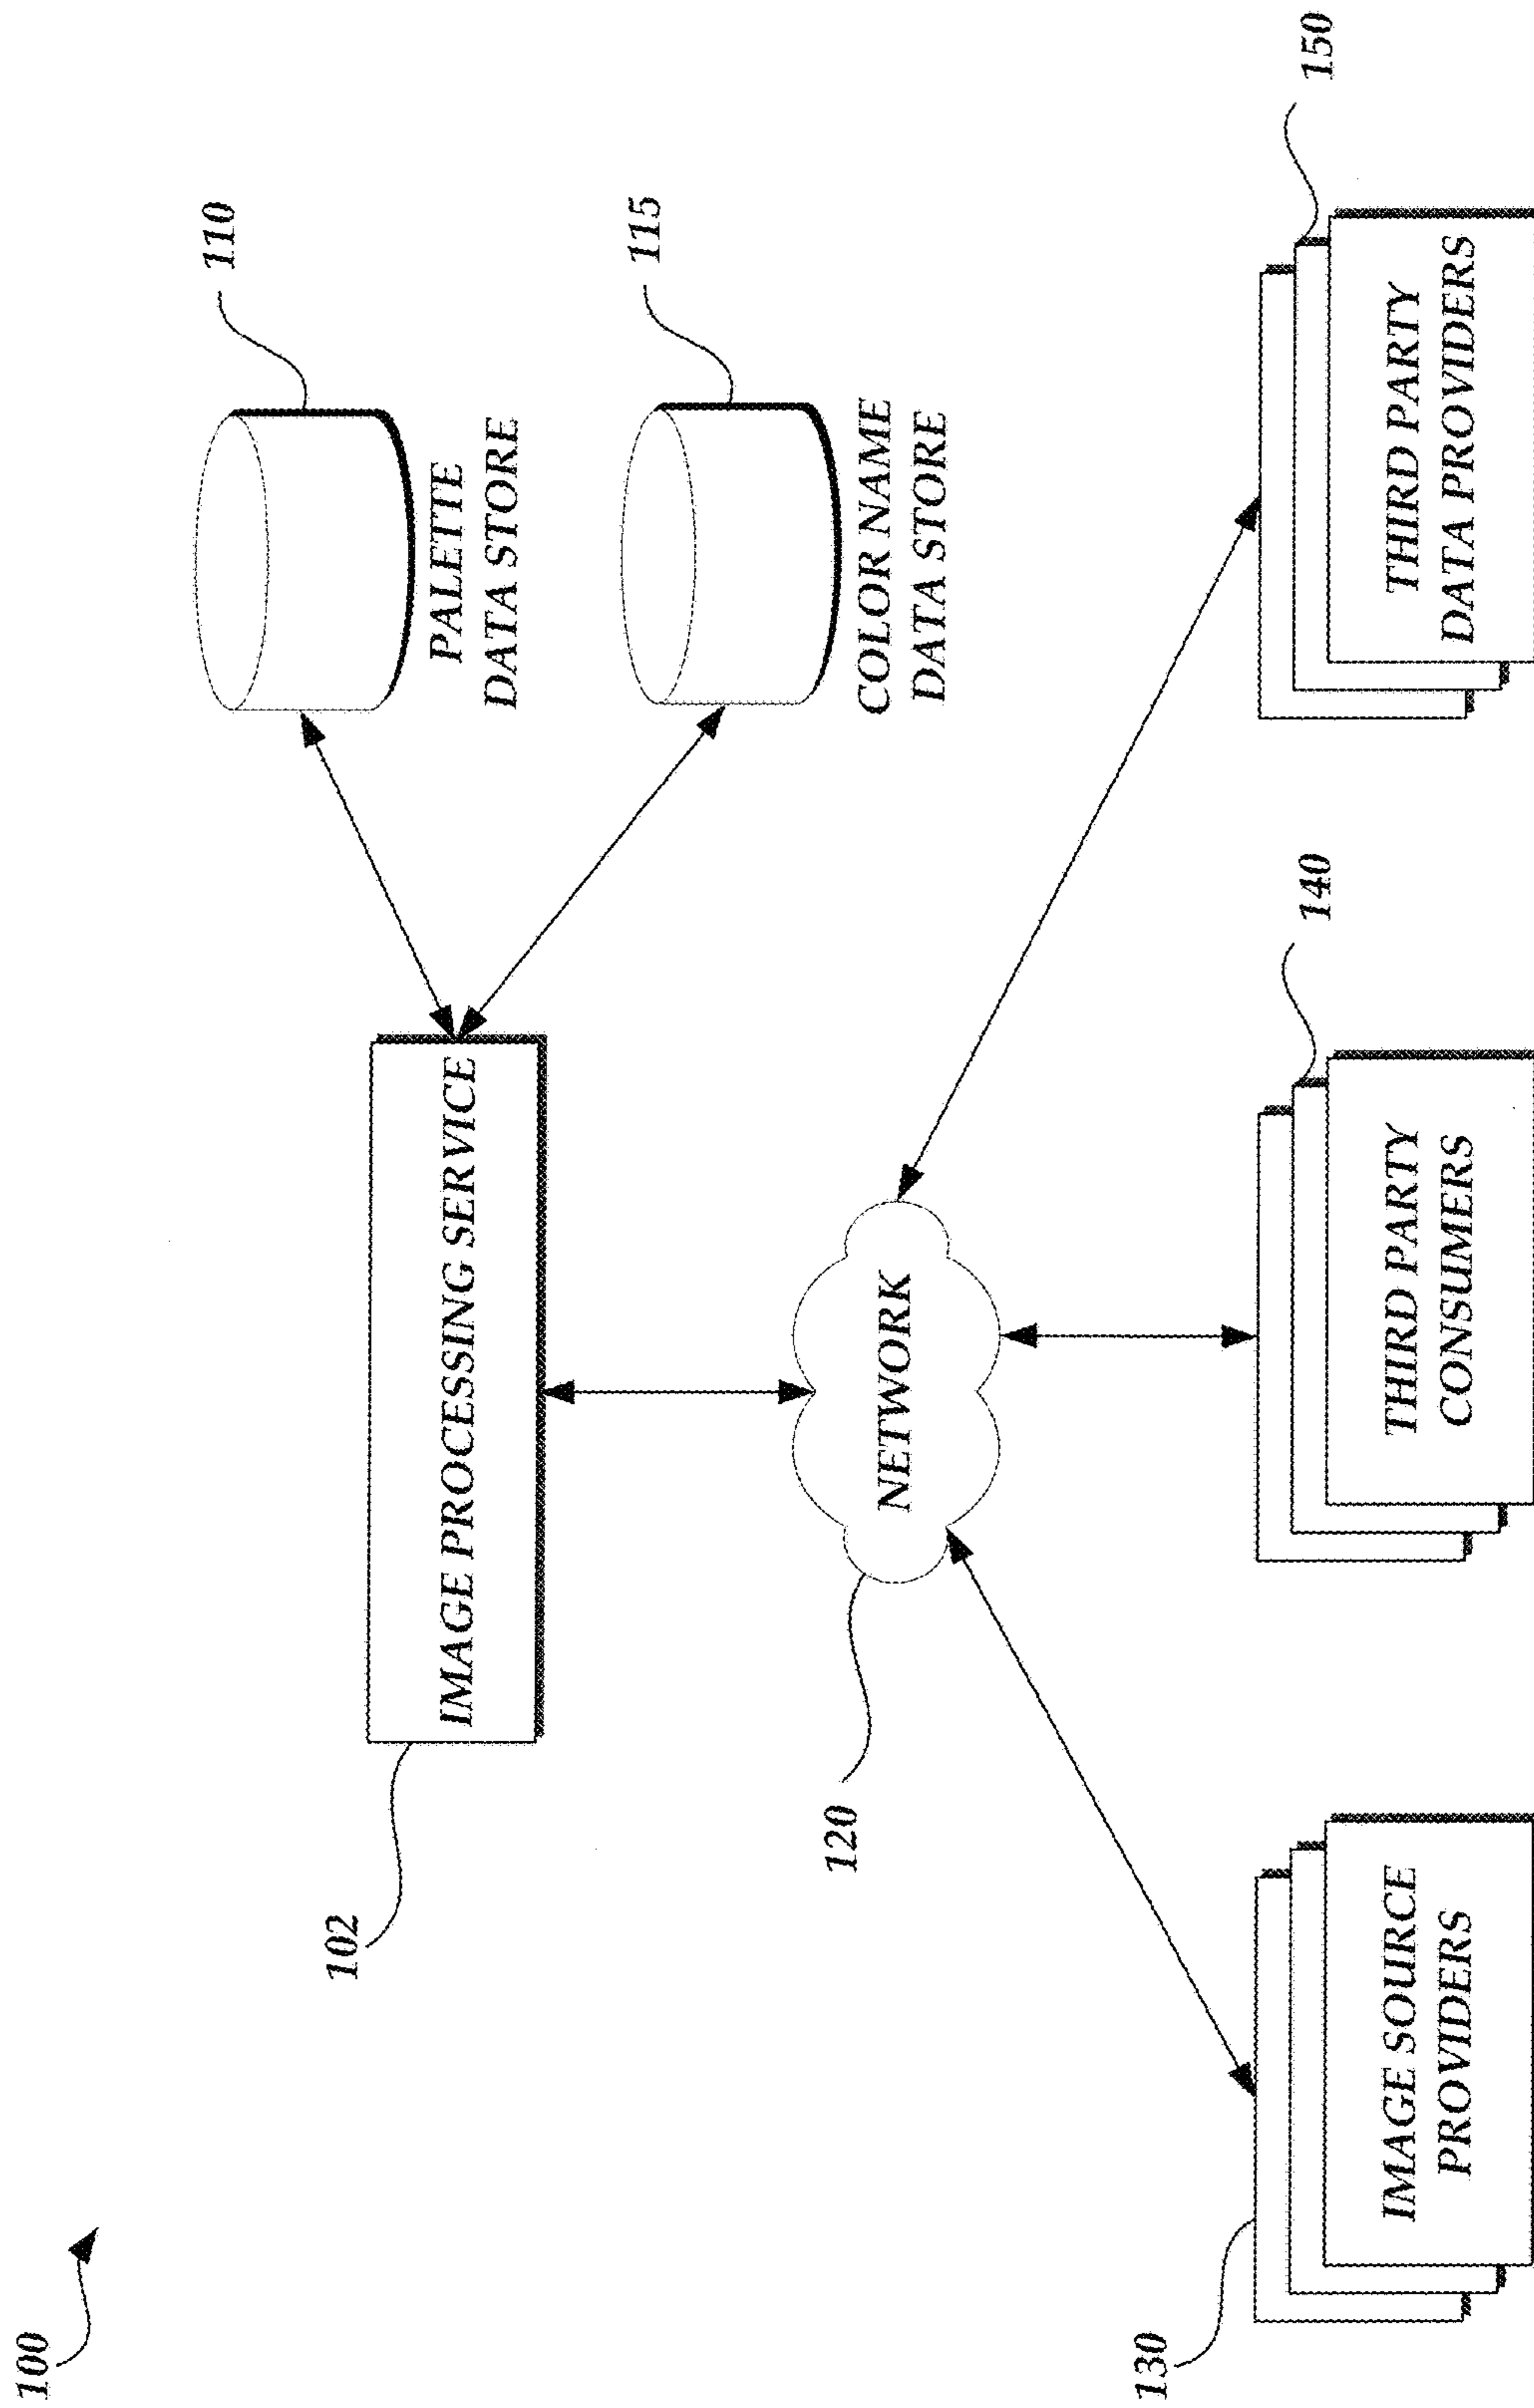 100
102
IMAGE PROCESSING SERVICE
110
PALETTE
DATA STORE
115
COLOR NAME
DATA STORE
120
NETWORK
130
IMAGE SOURCE
PROVIDERS
140
THIRD PARTY
CONSUMERS
150
THIRD PARTY
DATA PROVIDERS